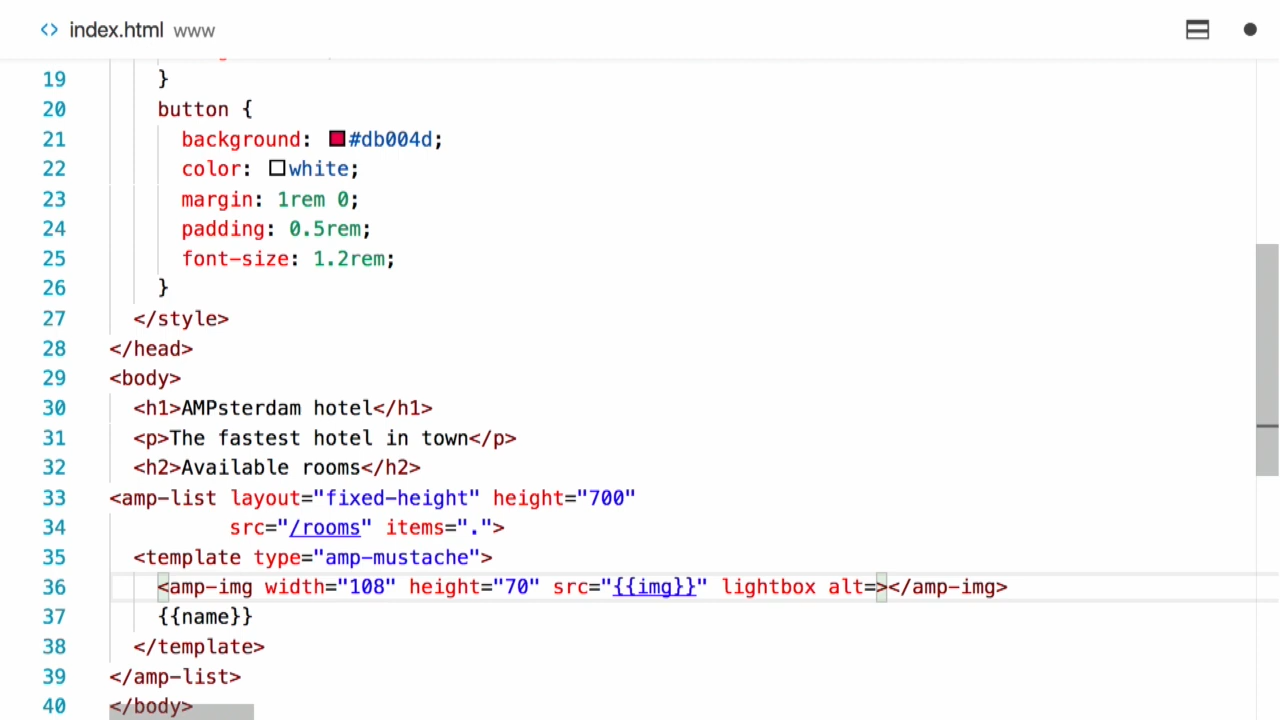 <> index.html www
19 }
20 button {
21 background: #db004d;
22 color: white;
23 margin: 1rem 0;
24 padding: 0.5rem;
25 font-size: 1.2rem;
26 }
27 </style>
28 </head>
29 <body>
30 <h1>AMPsterdam hotel</h1>
31 <p>The fastest hotel in town</p>
32 <h2>Available rooms</h2>
33 <amp-list layout="fixed-height" height="700"
34 src="/rooms" items=".">
35 <template type="amp-mustache">
36 <amp-img width="108" height="70" src="{{img}}" lightbox alt=></amp-img>
37 {{name}}
38 </template>
39 </amp-list>
40 </body>